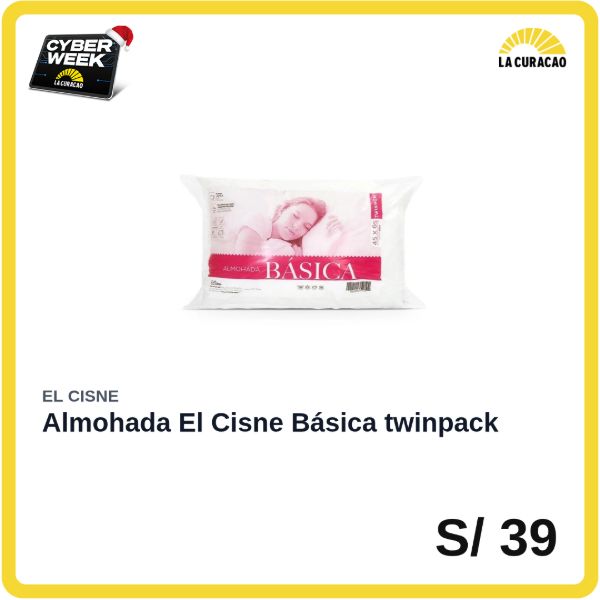 CYBER
WEEK
LA CURACAO
LA CURACAO
ALMOHADA BÁSICA
EL CISNE
Almohada El Cisne Básica twinpack
S/ 39